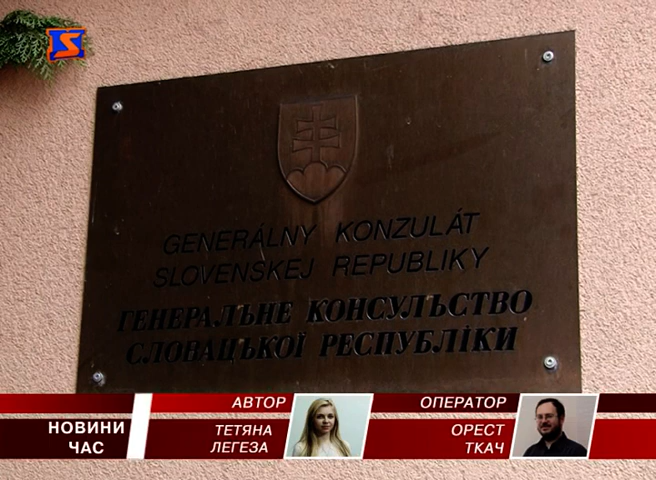 S
GENERÁLNY KONZULÁT
SLOVENSKEJ REPUBLIKY
ГЕНЕРАЛЬНЕ КОНСУЛЬСТВО
СЛОВАЦЬКОЇ РЕСПУБЛІКИ
НОВИНИ
ЧАС
АВТОР
ТЕТЯНА
ЛЕГЕЗА
ОПЕРАТОР
ОРЕСТ
ТКАЧ